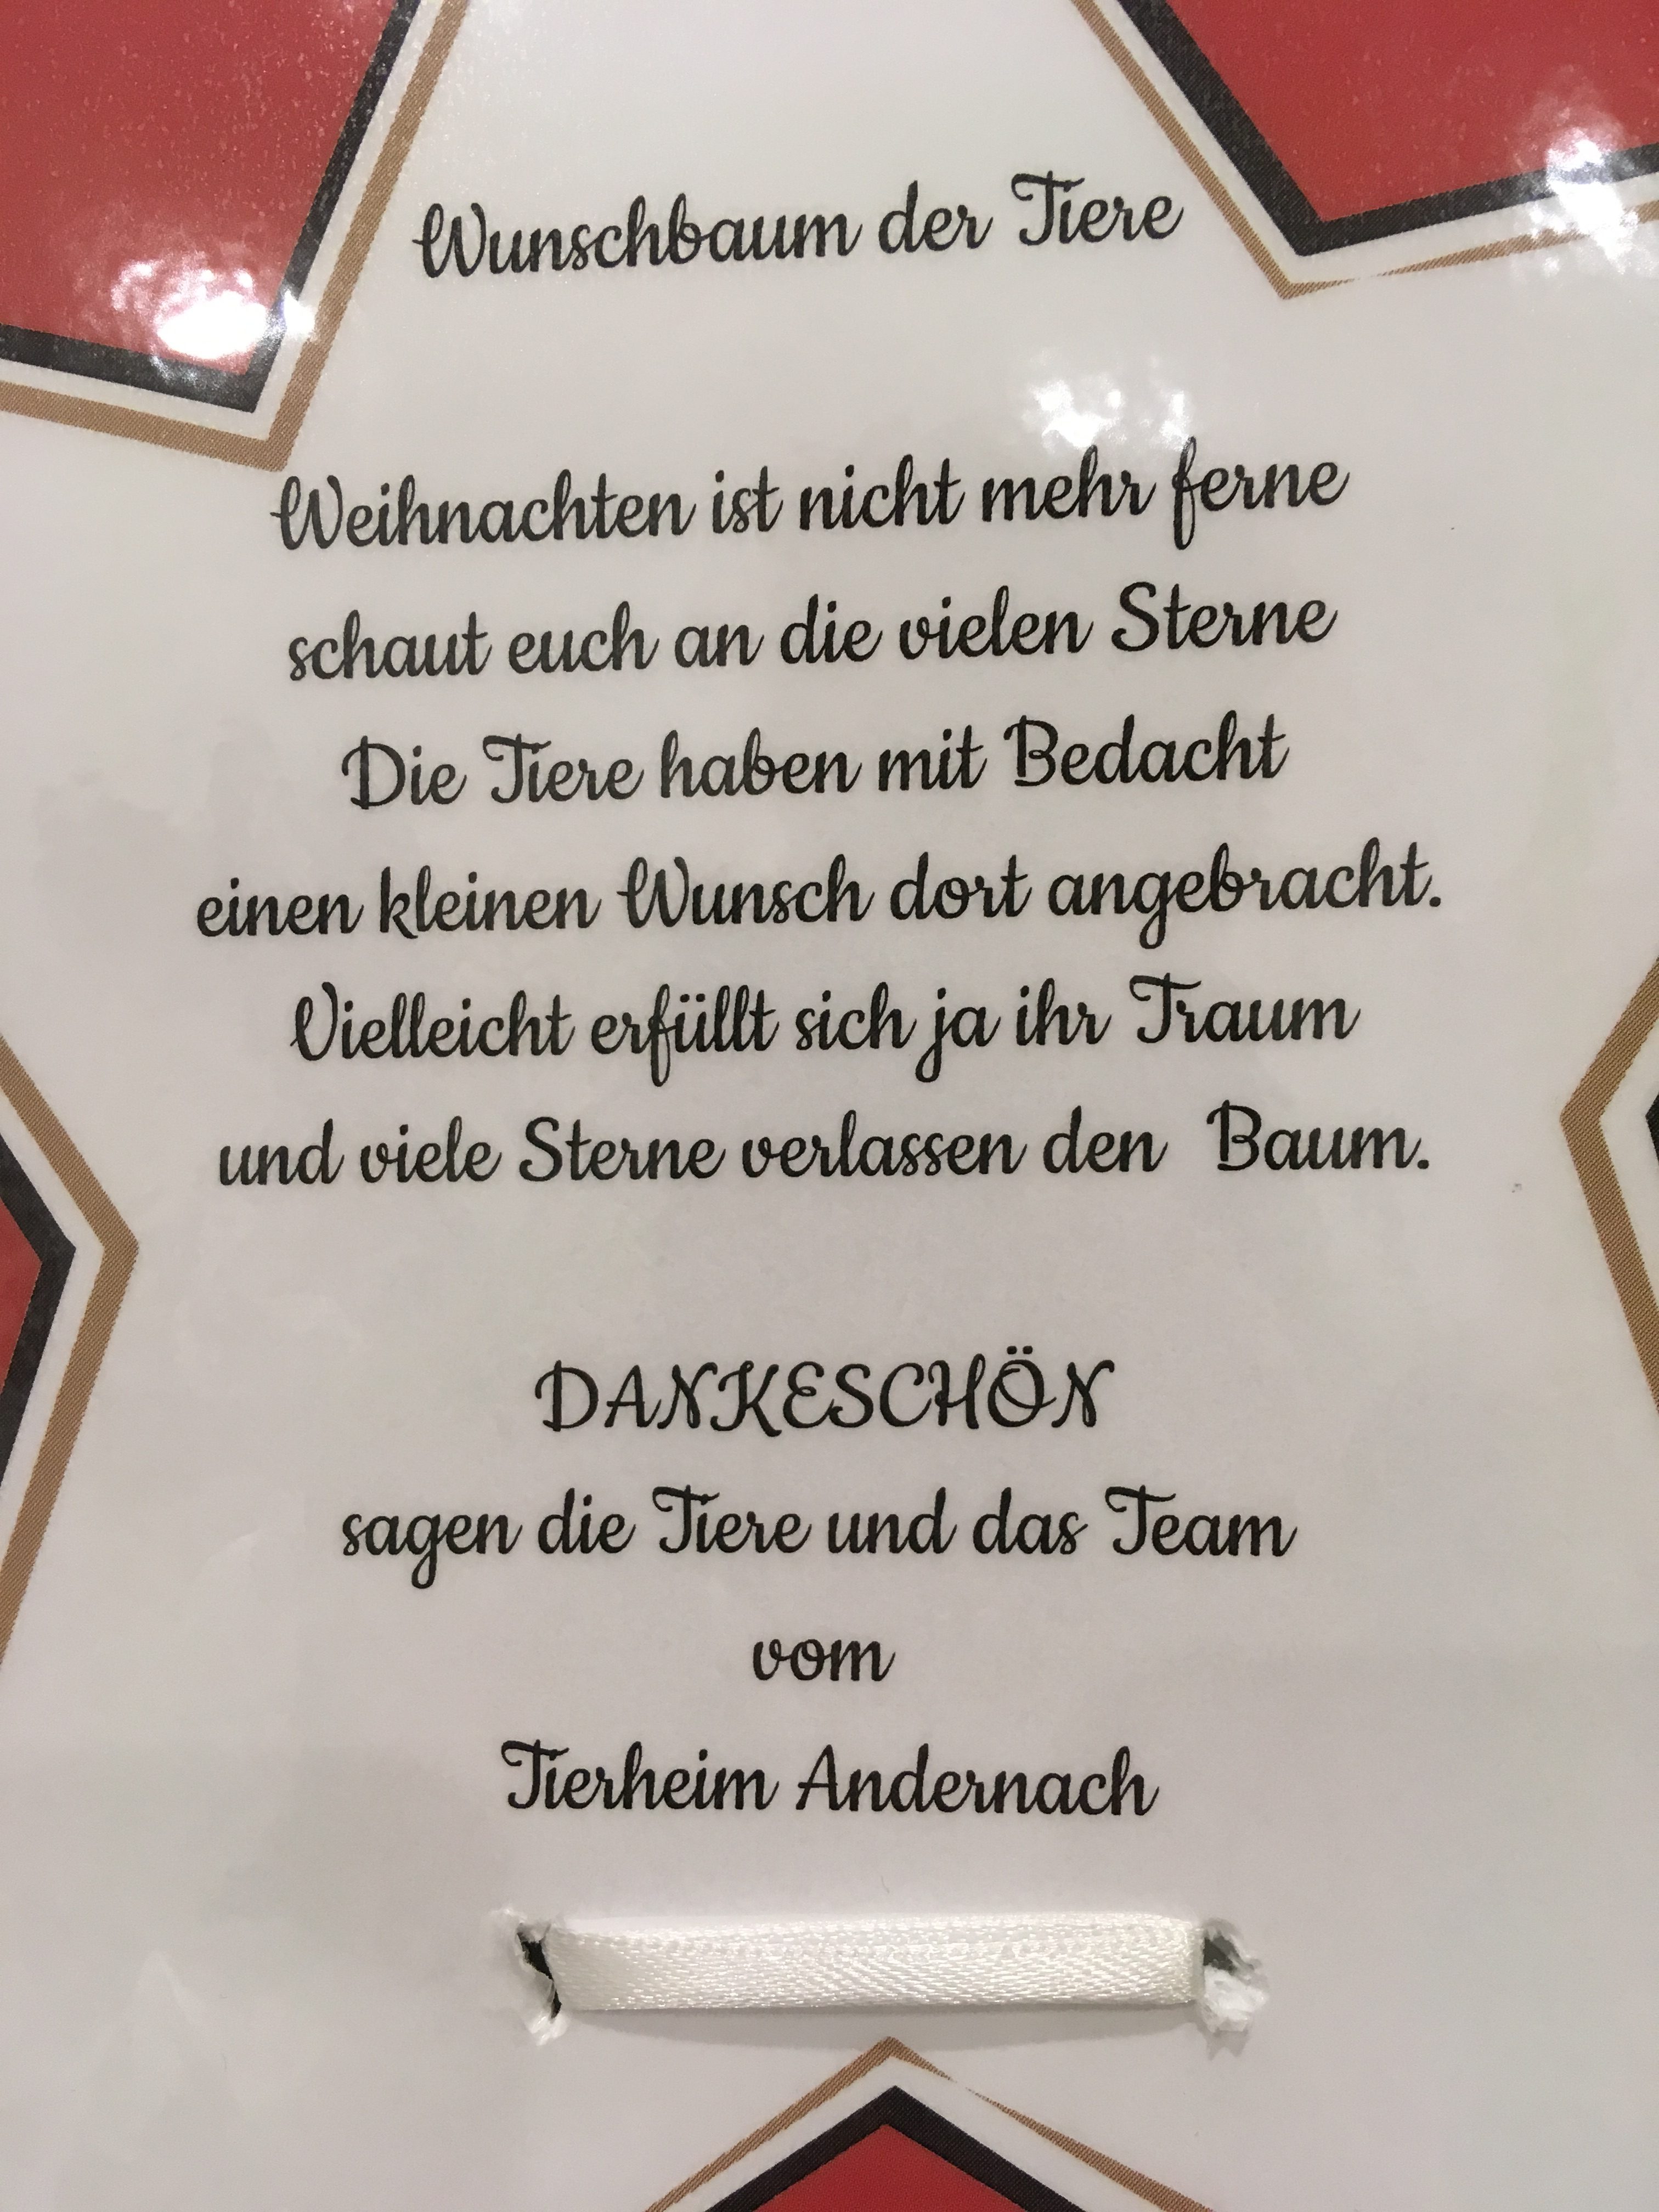 Wunschbaum der Tiere
Weihnachten ist nicht mehr ferne
schaut euch an die vielen Sterne
Die Tiere haben mit Bedacht
einen kleinen Wunsch dort angebracht.
Vielleicht erfüllt sich ja ihr Traum
und viele Sterne verlassen den Baum.
DANKESCHÖN
sagen die Tiere und das Team
vom
Tierheim Andernach